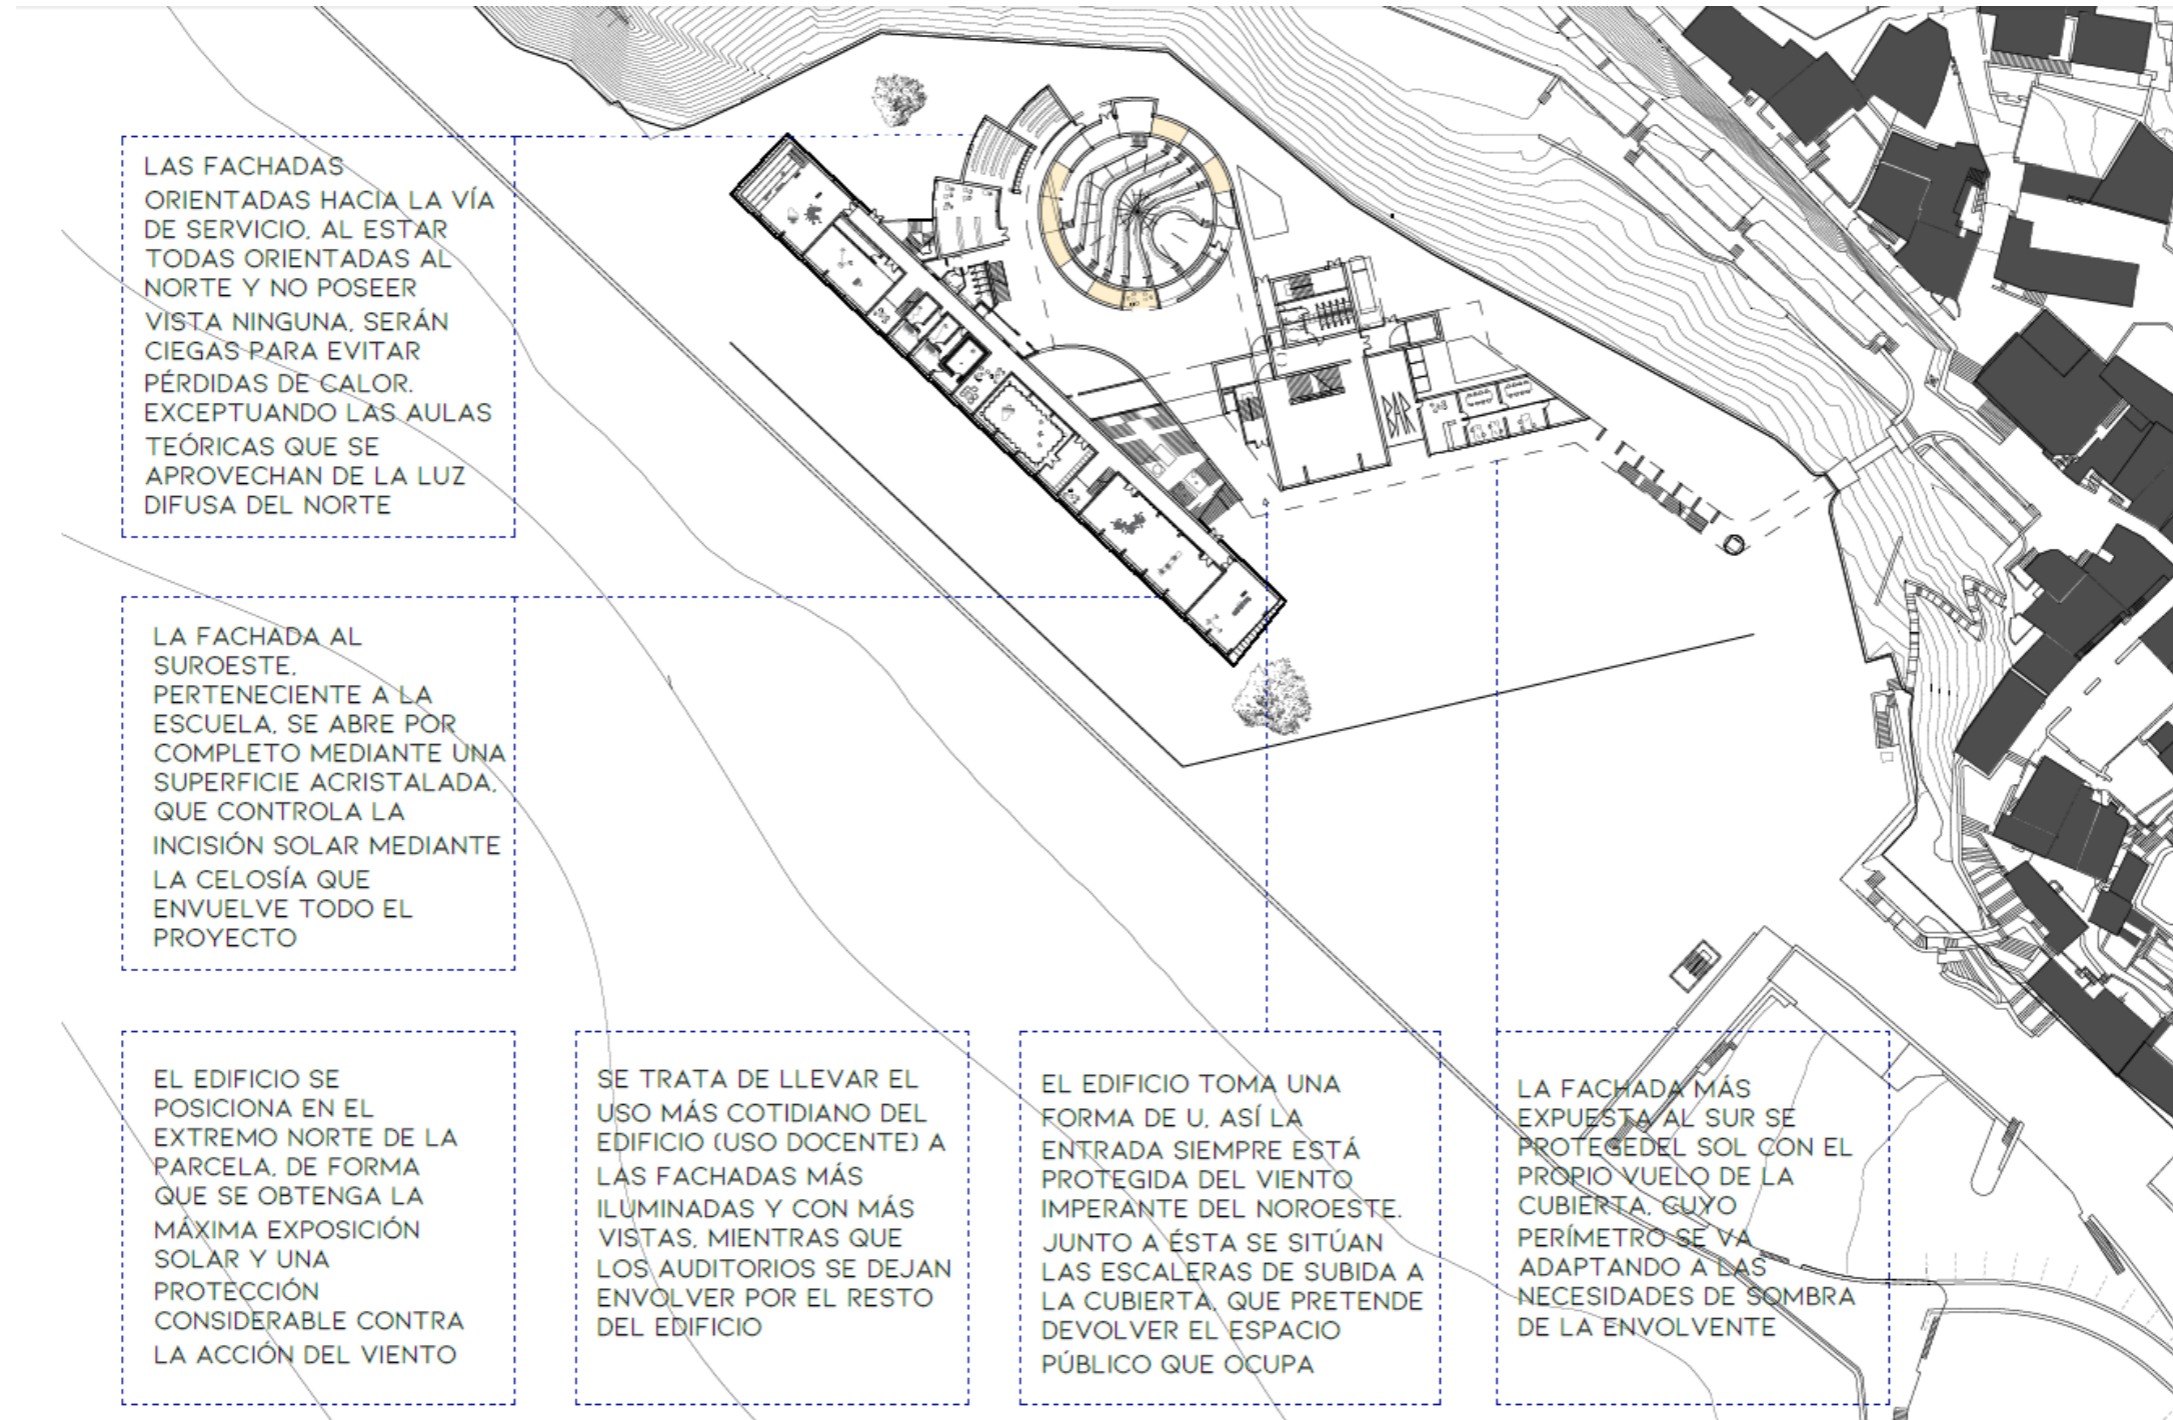 LAS FACHADAS
ORIENTADAS HACIA LA VÍA
DE SERVICIO, AL ESTAR
TODAS ORIENTADAS AL
NORTE Y NO POSEER
VISTA NINGUNA, SERÁN
CIEGAS PARA EVITAR
PÉRDIDAS DE CALOR.
EXCEPTUANDO LAS AULAS
TEÓRICAS QUE SE
APROVECHAN DE LA LUZ
DIFUSA DEL NORTE
BAR
LA FACHADA AL
SUROESTE,
PERTENECIENTE A LA
ESCUELA, SE ABRE POR
COMPLETO MEDIANTE UNA
SUPERFICIE ACRISTALADA,
QUE CONTROLA LA
INCISIÓN SOLAR MEDIANTE
LA CELOSÍA QUE
ENVUELVE TODO EL
PROYECTO
EL EDIFICIO SE
POSICIONA EN EL
EXTREMO NORTE DE LA
PARCELA, DE FORMA
QUE SE OBTENGA LA
MÁXIMA EXPOSICIÓN
SOLAR Y UNA
PROTECCIÓN
CONSIDERABLE CONTRA
LA ACCIÓN DEL VIENTO
SE TRATA DE LLEVAR EL
USO MÁS COTIDIANO DEL
EDIFICIO (USO DOCENTE) A
LAS FACHADAS MÁS
ILUMINADAS Y CON MÁS
VISTAS, MIENTRAS QUE
LOS AUDITORIOS SE DEJAN
ENVOLVER POR EL RESTO
DEL EDIFICIO
EL EDIFICIO TOMA UNA
FORMA DE U, ASÍ LA
ENTRADA SIEMPRE ESTÁ
PROTEGIDA DEL VIENTO
IMPERANTE DEL NOROESTE.
JUNTO A ÉSTA SE SITÚAN
LAS ESCALERAS DE SUBIDA A
LA CUBIERTA, QUE PRETENDE
DEVOLVER EL ESPACIO
PÚBLICO QUE OCUPA
LA FACHADA MÁS
EXPUESTA AL SUR SE
PROTEGEDEL SOL CON EL
PROPIO VUELO DE LA
CUBIERTA, CUYO
PERÍMETRO SE VA
ADAPTANDO A LAS
NECESIDADES DE SOMBRA
DE LA ENVOLVENTE